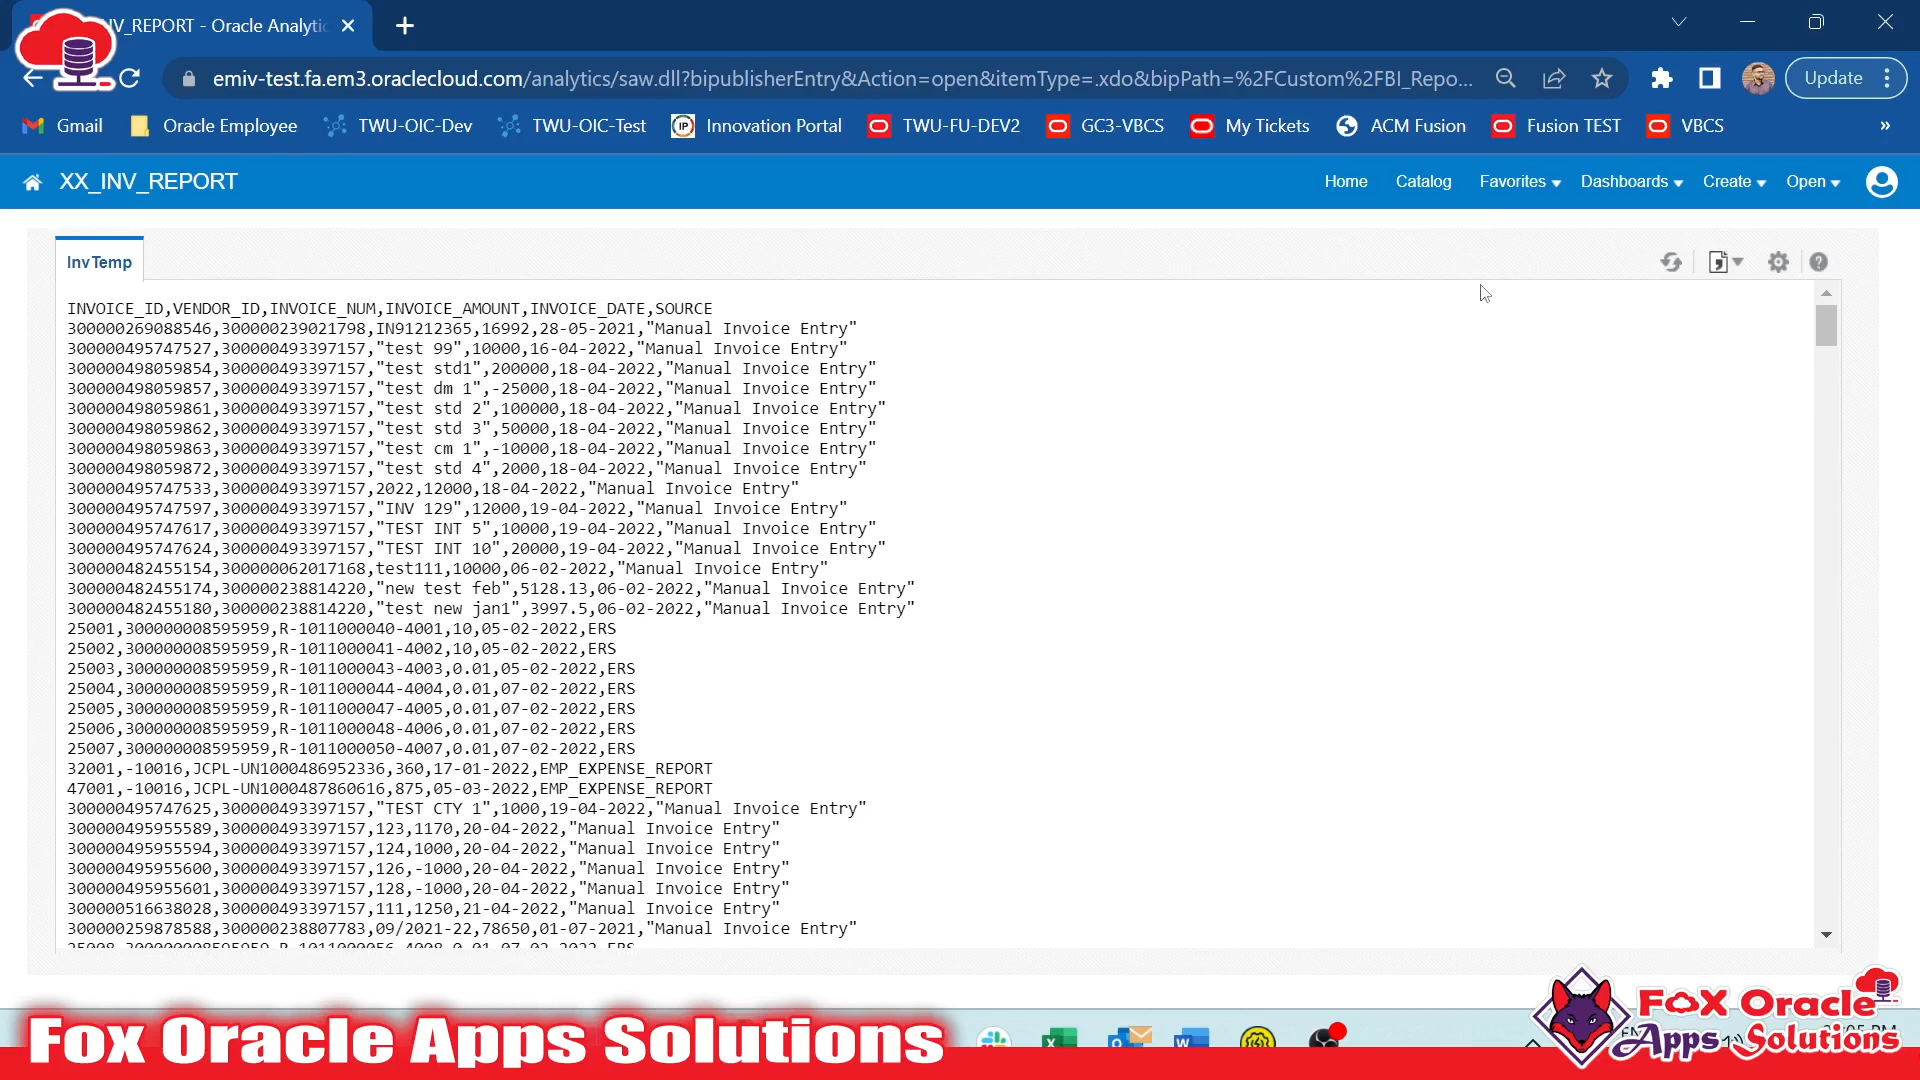 V_REPORT - Oracle Analytic
emiv-test.fa.em3.oraclecloud.com/analytics/saw.dll?bipublisherEntry&Action=open&itemType=.xdo&bipPath=%2FCustom%2FBI_Repo...
Update
Gmail Oracle Employee TWU-OIC-Dev TWU-OIC-Test IP Innovation Portal TWU-FU-DEV2 GC3-VBCS My Tickets ACM Fusion Fusion TEST VBCS »
XX_INV_REPORT Home Catalog Favorites Dashboards Create Open
InvTemp
INVOICE_ID,VENDOR_ID,INVOICE_NUM,INVOICE_AMOUNT,INVOICE_DATE,SOURCE
300000269088546,300000239021798,IN91212365,16992,28-05-2021,"Manual Invoice Entry"
300000495747527,300000493397157,"test 99",10000,16-04-2022,"Manual Invoice Entry"
300000498059854,300000493397157,"test std1",200000,18-04-2022,"Manual Invoice Entry"
300000498059857,300000493397157,"test dm 1",-25000,18-04-2022,"Manual Invoice Entry"
300000498059861,300000493397157,"test std 2",100000,18-04-2022,"Manual Invoice Entry"
300000498059862,300000493397157,"test std 3",50000,18-04-2022,"Manual Invoice Entry"
300000498059863,300000493397157,"test cm 1",-10000,18-04-2022,"Manual Invoice Entry"
300000498059872,300000493397157,"test std 4",2000,18-04-2022,"Manual Invoice Entry"
300000495747533,300000493397157,2022,12000,18-04-2022,"Manual Invoice Entry"
300000495747597,300000493397157,"INV 129",12000,19-04-2022,"Manual Invoice Entry"
300000495747617,300000493397157,"TEST INT 5",10000,19-04-2022,"Manual Invoice Entry"
300000495747624,300000493397157,"TEST INT 10",20000,19-04-2022,"Manual Invoice Entry"
300000482455154,300000062017168,test111,10000,06-02-2022,"Manual Invoice Entry"
300000482455174,300000238814220,"new test feb",5128.13,06-02-2022,"Manual Invoice Entry"
300000482455180,300000238814220,"test new jan1",3997.5,06-02-2022,"Manual Invoice Entry"
25001,300000008595959,R-1011000040-4001,10,05-02-2022,ERS
25002,300000008595959,R-1011000041-4002,10,05-02-2022,ERS
25003,300000008595959,R-1011000043-4003,0.01,05-02-2022,ERS
25004,300000008595959,R-1011000044-4004,0.01,07-02-2022,ERS
25005,300000008595959,R-1011000047-4005,0.01,07-02-2022,ERS
25006,300000008595959,R-1011000048-4006,0.01,07-02-2022,ERS
25007,300000008595959,R-1011000050-4007,0.01,07-02-2022,ERS
32001,-10016,JCPL-UN1000486952336,360,17-01-2022,EMP_EXPENSE_REPORT
47001,-10016,JCPL-UN1000487860616,875,05-03-2022,EMP_EXPENSE_REPORT
300000495747625,300000493397157,"TEST CTY 1",1000,19-04-2022,"Manual Invoice Entry"
300000495955589,300000493397157,123,1170,20-04-2022,"Manual Invoice Entry"
300000495955594,300000493397157,124,1000,20-04-2022,"Manual Invoice Entry"
300000495955600,300000493397157,126,-1000,20-04-2022,"Manual Invoice Entry"
300000495955601,300000493397157,128,-1000,20-04-2022,"Manual Invoice Entry"
300000516638028,300000493397157,111,1250,21-04-2022,"Manual Invoice Entry"
300000259878588,300000238807783,09/2021-22,78650,01-07-2021,"Manual Invoice Entry"
25008,300000008595959,R-1011000056-4008,0.01,07-02-2022,ERS
Fox Oracle Apps Solutions
Fox Oracle
Apps Solutions